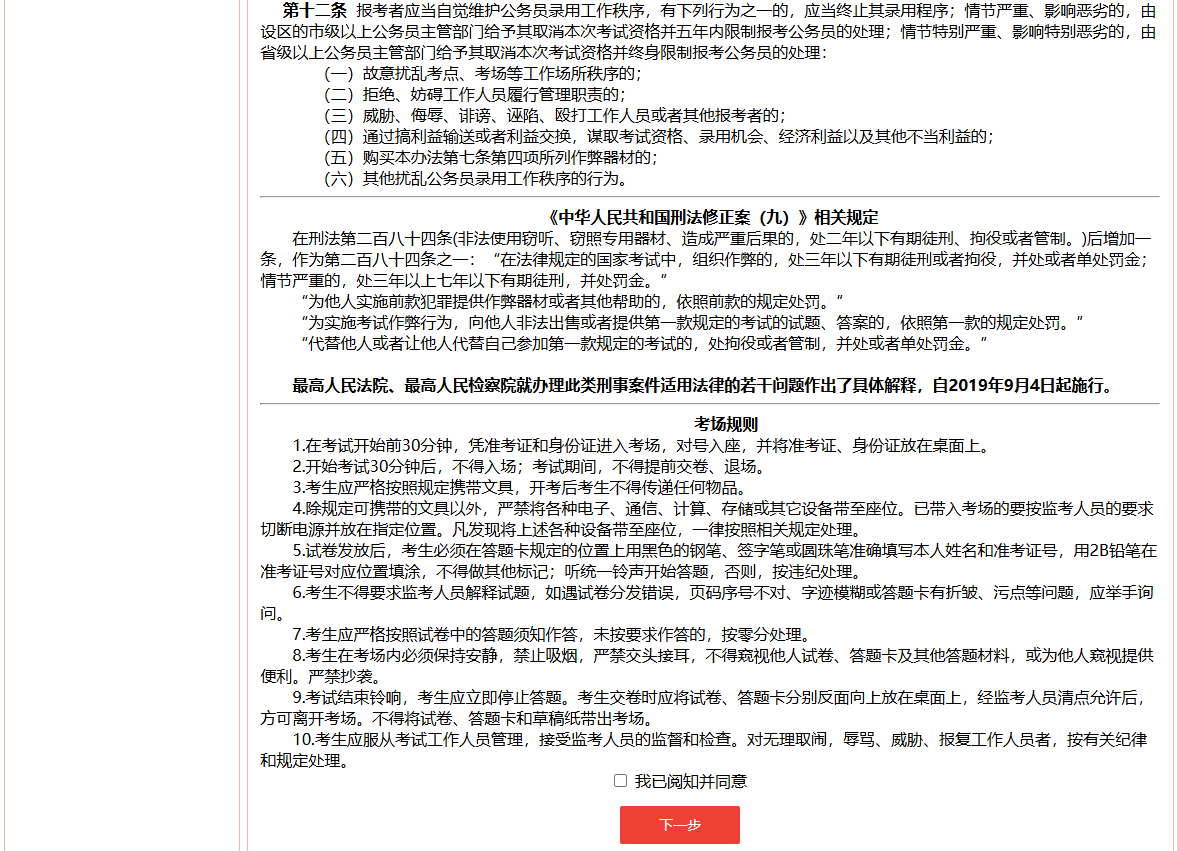 第十二条 报考者应当自觉维护公务员录用工作秩序，有下列行为之一的，应当终止其录用程序；情节严重、影响恶劣的，由
设区的市级以上公务员主管部门给予其取消本次考试资格并五年内限制报考公务员的处理；情节特别严重、影响特别恶劣的，由
省级以上公务员主管部门给予其取消本次考试资格并终身限制报考公务员的处理：
（一）故意扰乱考点、考场等工作场所秩序的；
（二）拒绝、妨碍工作人员履行管理职责的；
（三）威胁、侮辱、诽谤、诬陷、殴打工作人员或者其他报考者的；
（四）通过搞利益输送或者利益交换，谋取考试资格、录用机会、经济利益以及其他不当利益的；
（五）购买本办法第七条第四项所列作弊器材的；
（六）其他扰乱公务员录用工作秩序的行为。
《中华人民共和国刑法修正案（九）》相关规定
在刑法第二百八十四条(非法使用窃听、窃照专用器材、造成严重后果的，处二年以下有期徒刑、拘役或者管制。)后增加一
条，作为第二百八十四条之一：“在法律规定的国家考试中，组织作弊的，处三年以下有期徒刑或者拘役，并处或者单处罚金；
情节严重的，处三年以上七年以下有期徒刑，并处罚金。“
“为他人实施前款犯罪提供作弊器材或者其他帮助的，依照前款的规定处罚。“
“为实施考试作弊行为，向他人非法出售或者提供第一款规定的考试的试题、答案的，依照第一款的规定处罚。”
“代替他人或者让他人代替自己参加第一款规定的考试的，处拘役或者管制，并处或者单处罚金。”
最高人民法院、最高人民检察院就办理此类刑事案件适用法律的若干问题作出了具体解释，自2019年9月4日起施行。
考场规则
1.在考试开始前30分钟，凭准考证和身份证进入考场，对号入座，并将准考证、身份证放在桌面上。
2.开始考试30分钟后，不得入场；考试期间，不得提前交卷、退场。
3.考生应严格按照规定携带文具，开考后考生不得传递任何物品。
4.除规定可携带的文具以外，严禁将各种电子、通信、计算、存储或其它设备带至座位。已带入考场的要按监考人员的要求
切断电源并放在指定位置。凡发现将上述各种设备带至座位，一律按照相关规定处理。
5.试卷发放后，考生必须在答题卡规定的位置上用黑色的钢笔、签字笔或圆珠笔准确填写本人姓名和准考证号，用2B铅笔在
准考证号对应位置填涂，不得做其他标记；听统一铃声开始答题，否则，按违纪处理。
6.考生不得要求监考人员解释试题，如遇试卷分发错误，页码序号不对、字迹模糊或答题卡有折皱、污点等问题，应举手询
问。
7.考生应严格按照试卷中的答题须知作答，未按要求作答的，按零分处理。
8.考生在考场内必须保持安静，禁止吸烟，严禁交头接耳，不得窥视他人试卷、答题卡及其他答题材料，或为他人窥视提供
便利。严禁抄袭。
9.考试结束铃响，考生应立即停止答题。考生交卷时应将试卷、答题卡分别反面向上放在桌面上，经监考人员清点允许后，
方可离开考场。不得将试卷、答题卡和草稿纸带出考场。
10.考生应服从考试工作人员管理，接受监考人员的监督和检查。对无理取闹，辱骂、威胁、报复工作人员者，按有关纪律
和规定处理。
我已阅知并同意
下一步